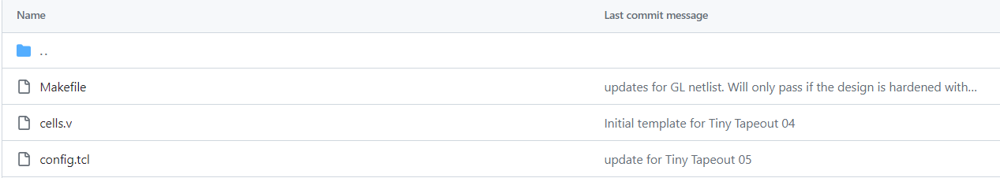 Name Last commit message
..
Makefile updates for GL netlist. Will only pass if the design is hardened with...
cells.v Initial template for Tiny Tapeout 04
config.tcl update for Tiny Tapeout 05